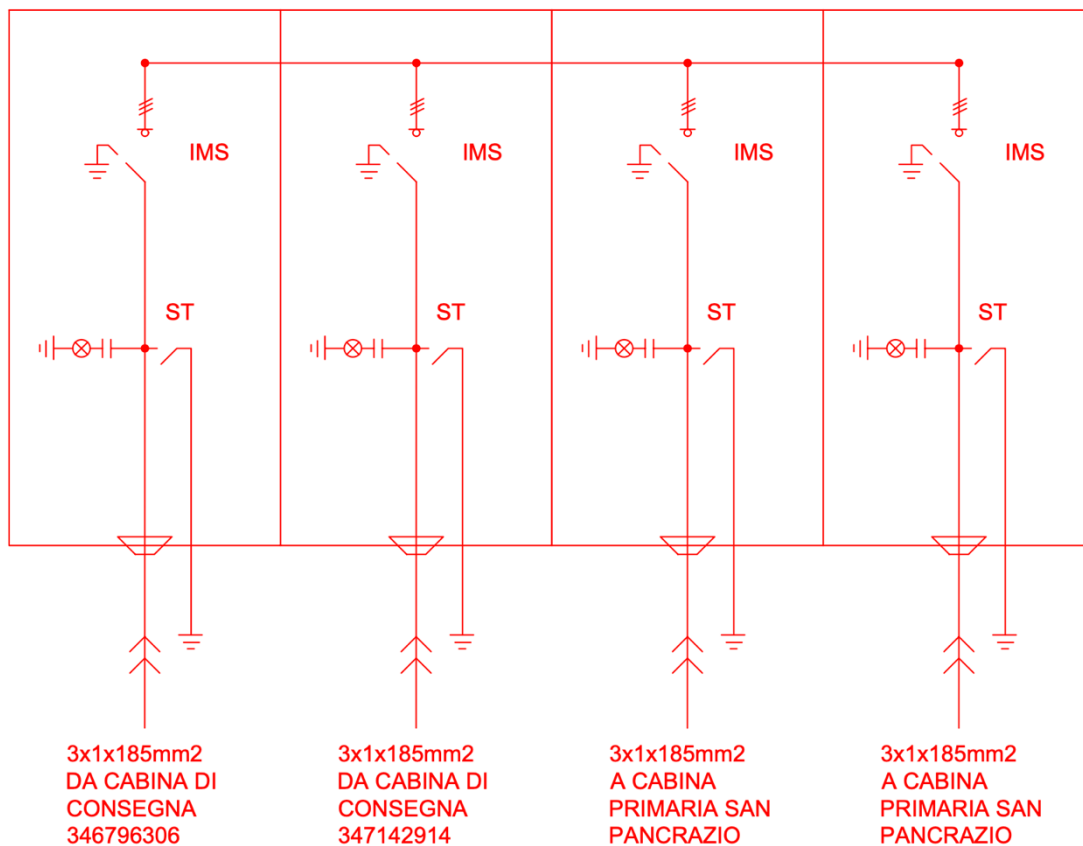 IMS
IMS
IMS
IMS
ST
ST
ST
ST
3x1x185mm2
DA CABINA DI
CONSEGNA
346796306
3x1x185mm2
DA CABINA DI
CONSEGNA
347142914
3x1x185mm2
A CABINA
PRIMARIA SAN
PANCRAZIO
3x1x185mm2
A CABINA
PRIMARIA SAN
PANCRAZIO